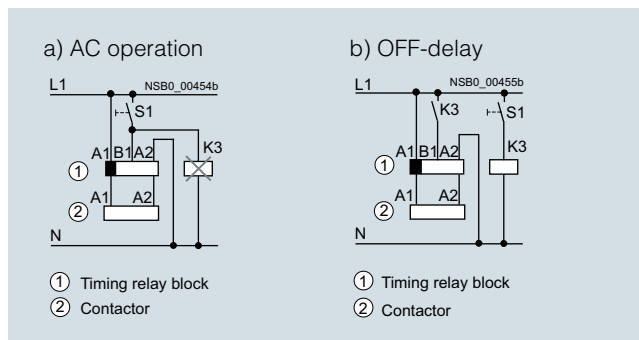 a) AC operation
L1
NSB0_00454b
S1
A1 B1 A2
K3
1
A1 A2
2
N
1 Timing relay block
2 Contactor
b) OFF-delay
L1
NSB0_00455b
K3
S1
A1 B1 A2
K3
1
A1 A2
2
N
1 Timing relay block
2 Contactor